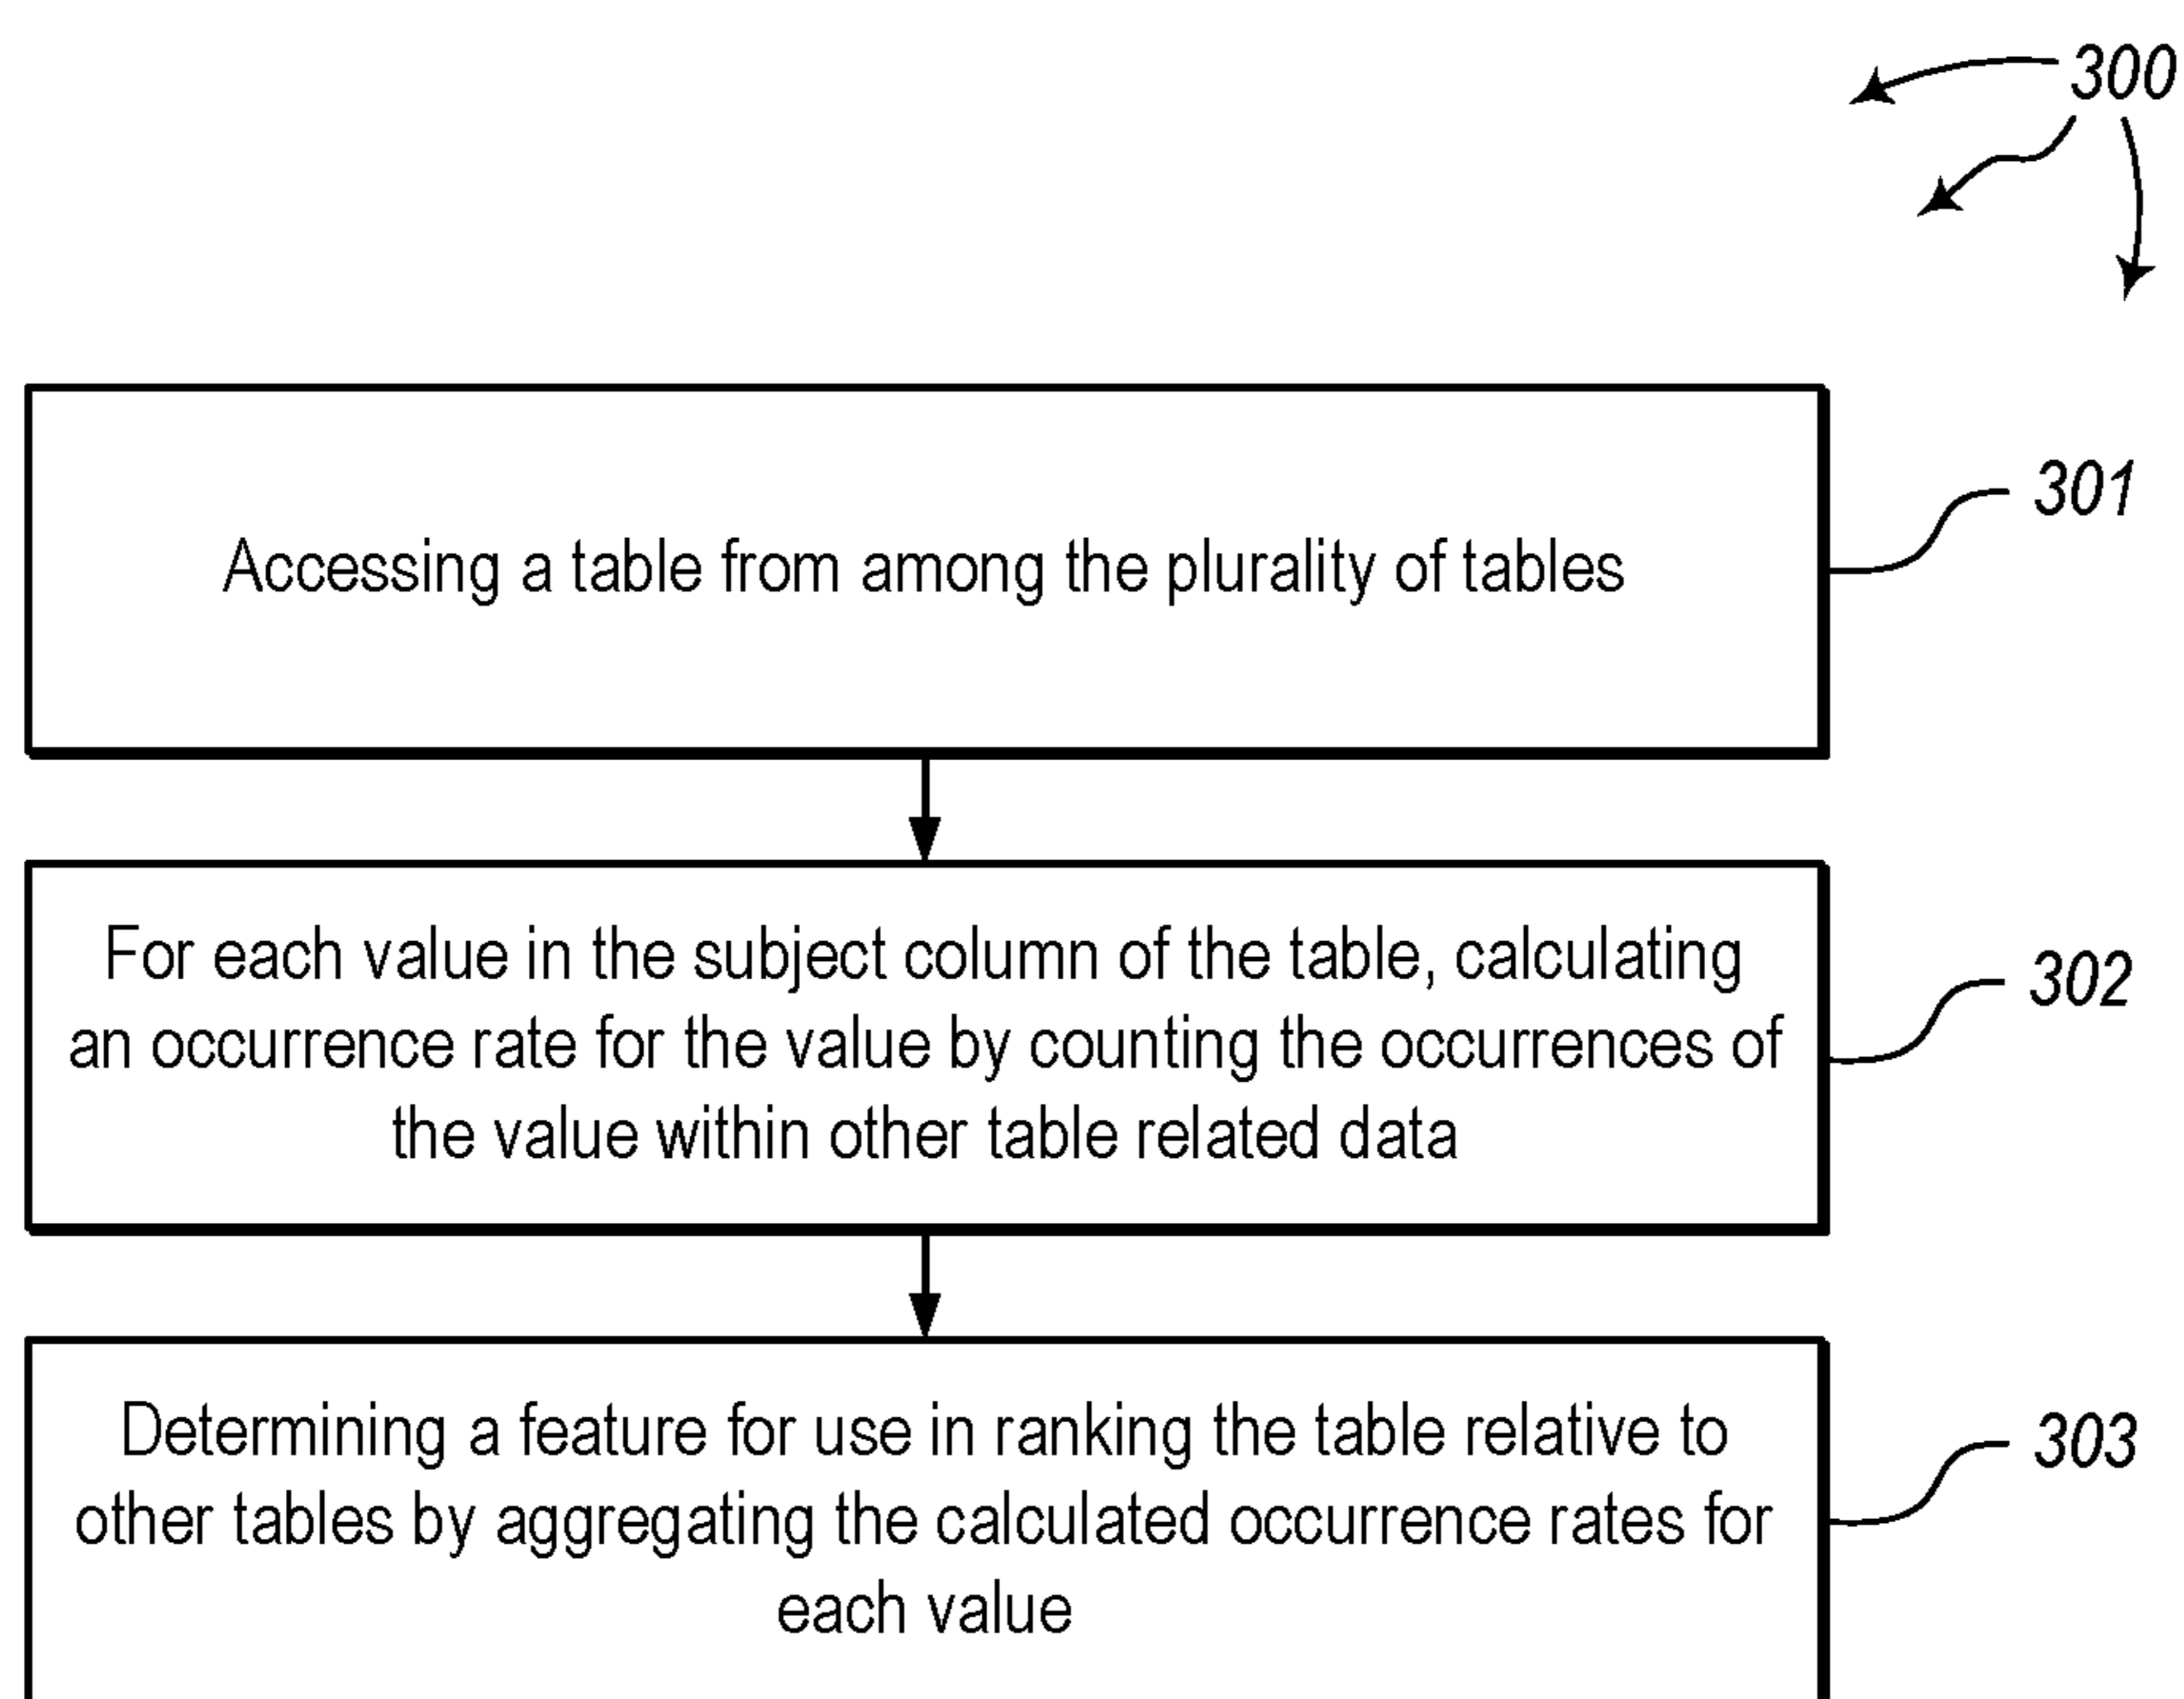 300
Accessing a table from among the plurality of tables
301
For each value in the subject column of the table, calculating
an occurrence rate for the value by counting the occurrences of
the value within other table related data
302
Determining a feature for use in ranking the table relative to
other tables by aggregating the calculated occurrence rates for
each value
303